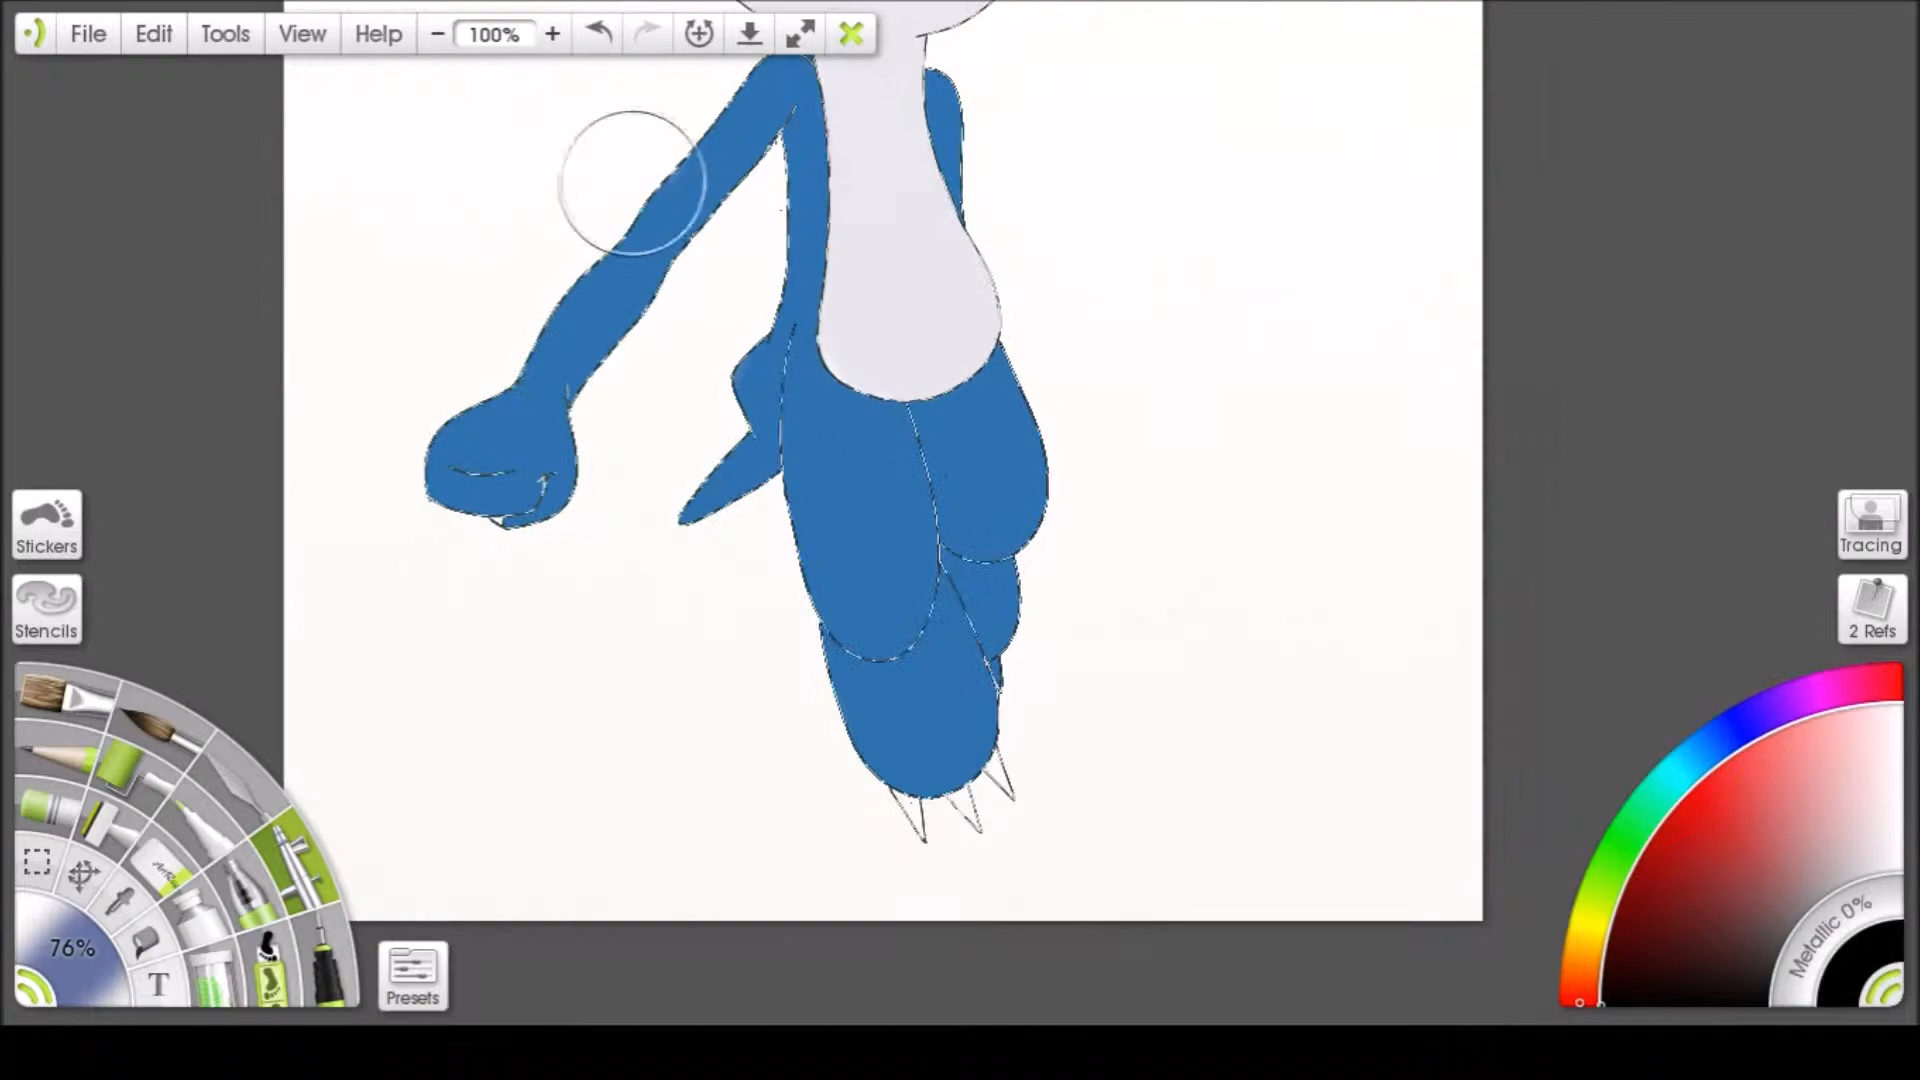 File Edit Tools View Help − 100% +
Stickers
Stencils
Tracing
2 Refs
76%
T
Presets
Metallic 0%